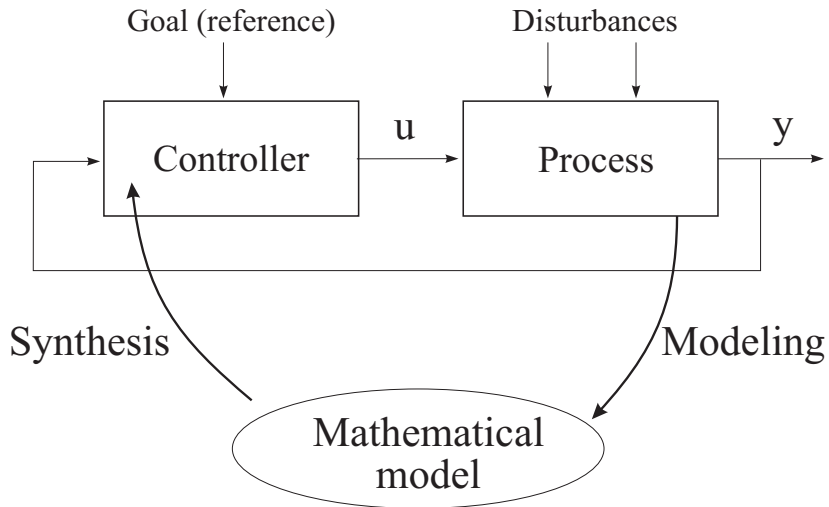 Goal (reference)
Disturbances
Controller
u
Process
y
Synthesis
Modeling
Mathematical
model